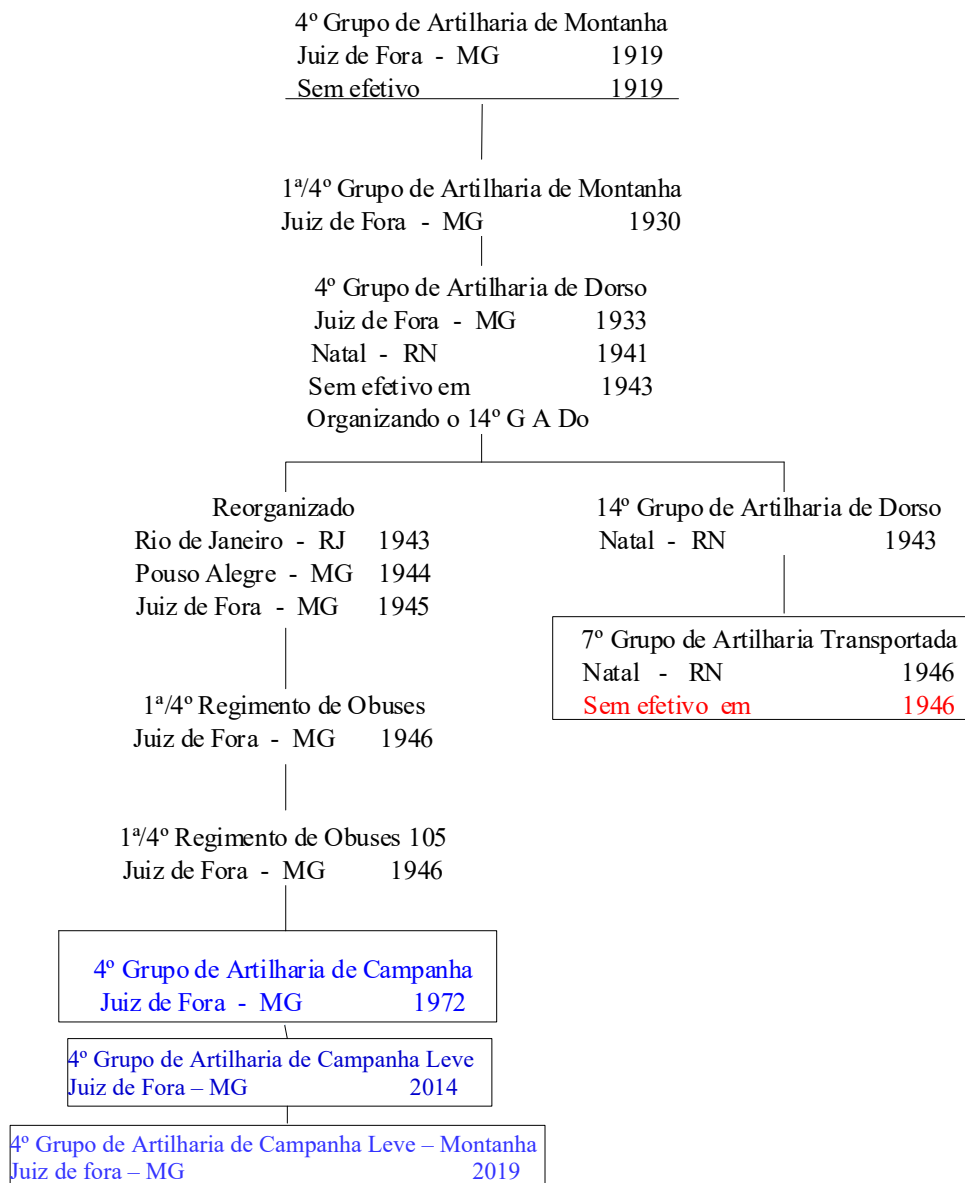 4º Grupo de Artilharia de Montanha
Juiz de Fora - MG 1919
Sem efetivo 1919
1ª/4º Grupo de Artilharia de Montanha
Juiz de Fora - MG 1930
4º Grupo de Artilharia de Dorso
Juiz de Fora - MG 1933
Natal - RN 1941
Sem efetivo em 1943
Organizando o 14º G A Do
Reorganizado
Rio de Janeiro - RJ 1943
Pouso Alegre - MG 1944
Juiz de Fora - MG 1945
14º Grupo de Artilharia de Dorso
Natal - RN 1943
7º Grupo de Artilharia Transportada
Natal - RN 1946
Sem efetivo em 1946
1ª/4º Regimento de Obuses
Juiz de Fora - MG 1946
1ª/4º Regimento de Obuses 105
Juiz de Fora - MG 1946
4º Grupo de Artilharia de Campanha
Juiz de Fora - MG 1972
4º Grupo de Artilharia de Campanha Leve
Juiz de Fora – MG 2014
4º Grupo de Artilharia de Campanha Leve – Montanha
Juiz de fora – MG 2019